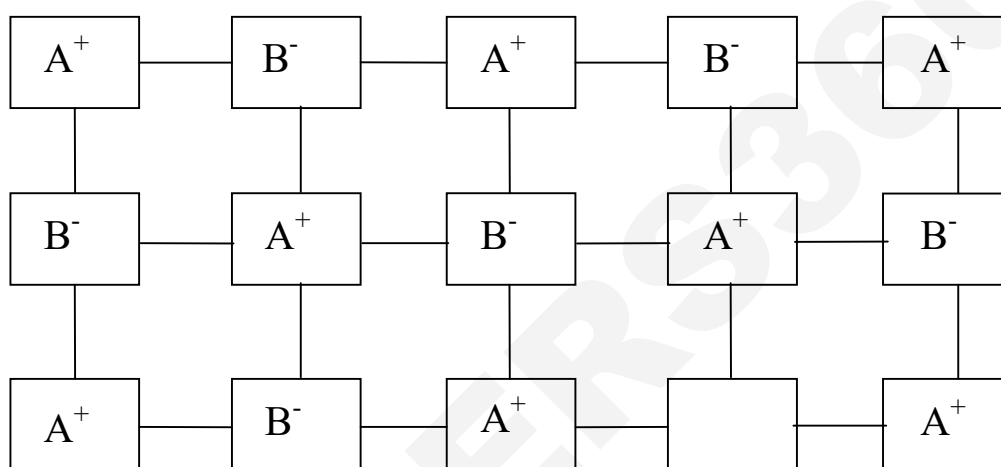 A⁺ B⁻ A⁺ B⁻ A⁺
B⁻ A⁺ B⁻ A⁺ B⁻
A⁺ B⁻ A⁺ A⁺